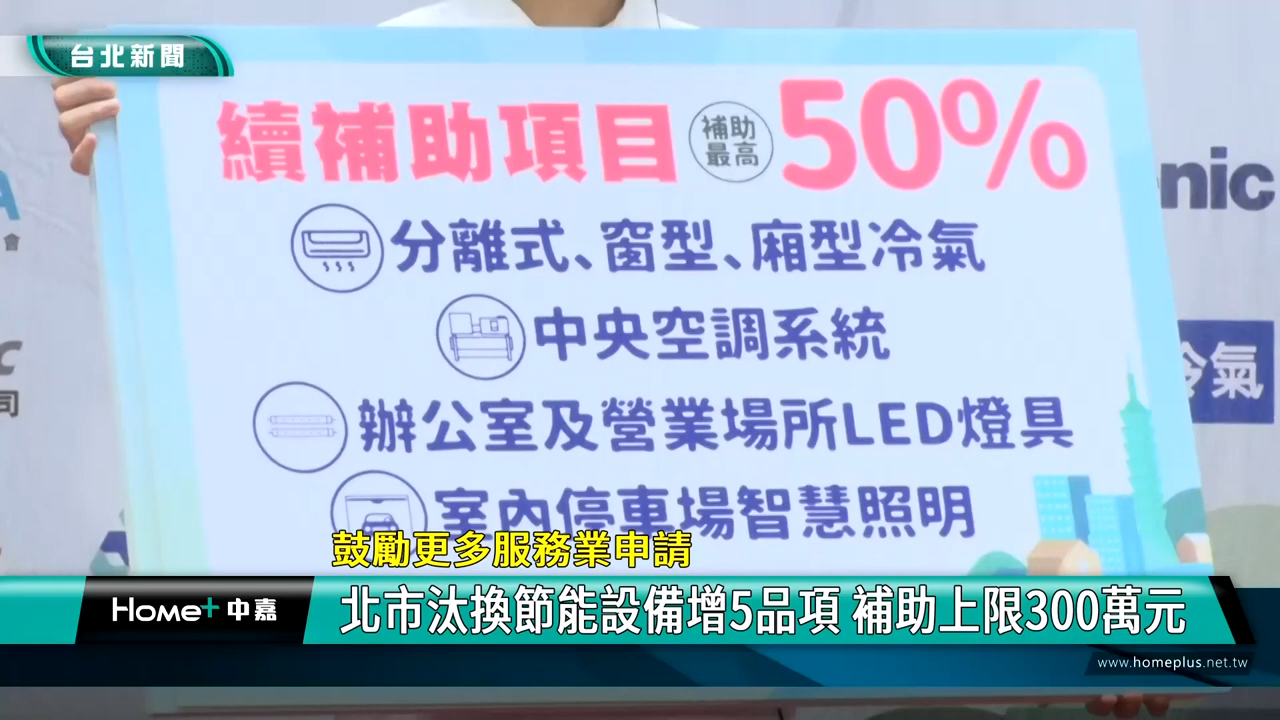 台北新聞
續補助項目 補助最高 50%
分離式、窗型、廂型冷氣
中央空調系統
辦公室及營業場所LED燈具
室內停車場智慧照明
nic
會
C
司
冷氣
鼓勵更多服務業申請
Home+中嘉
北市汰換節能設備增5品項 補助上限300萬元
www.homeplus.net.tw